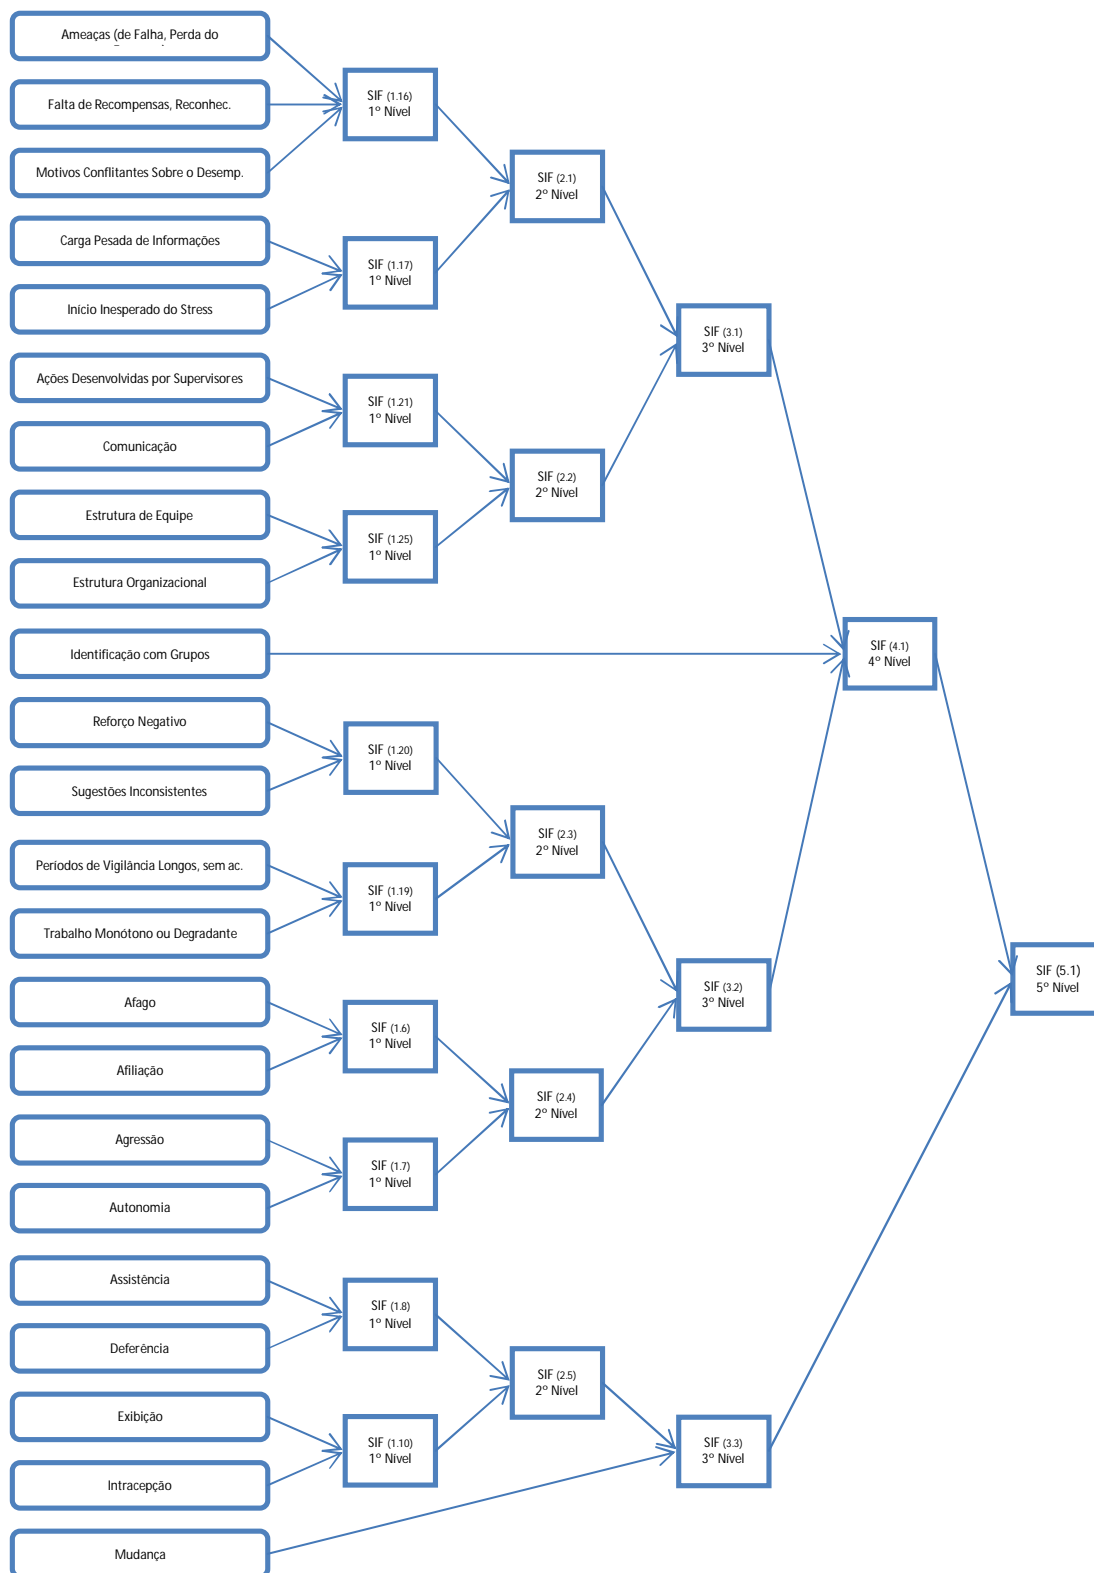 Ameaças (de Falha, Perda do
Falta de Recompensas, Reconhec.
SIF (1.16)
1º Nível
Motivos Conflitantes Sobre o Desemp.
SIF (2.1)
2º Nível
Carga Pesada de Informações
SIF (1.17)
1º Nível
Início Inesperado do Stress
SIF (3.1)
3º Nível
Ações Desenvolvidas por Supervisores
SIF (1.21)
1º Nível
Comunicação
SIF (2.2)
2º Nível
Estrutura de Equipe
SIF (1.25)
1º Nível
Estrutura Organizacional
Identificação com Grupos
SIF (4.1)
4º Nível
Reforço Negativo
SIF (1.20)
1º Nível
Sugestões Inconsistentes
SIF (2.3)
2º Nível
Períodos de Vigilância Longos, sem ac.
SIF (1.19)
1º Nível
Trabalho Monótono ou Degradante
SIF (5.1)
5º Nível
SIF (3.2)
3º Nível
Afago
SIF (1.6)
1º Nível
Afiliação
SIF (2.4)
2º Nível
Agressão
SIF (1.7)
1º Nível
Autonomia
Assistência
SIF (1.8)
1º Nível
Deferência
SIF (2.5)
2º Nível
Exibição
SIF (1.10)
1º Nível
SIF (3.3)
3º Nível
Intracepção
Mudança